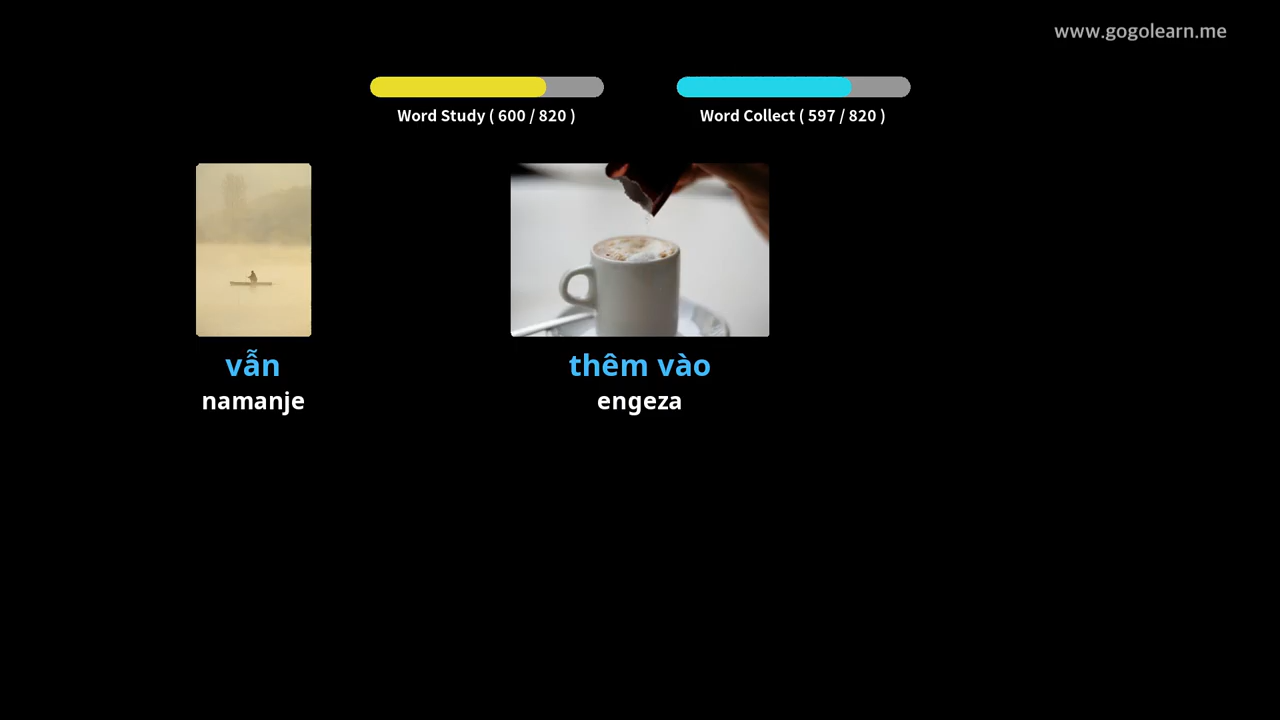 www.gogolearn.me
Word Study ( 600 / 820 )
Word Collect ( 597 / 820 )
vẫn
namanje
thêm vào
engeza